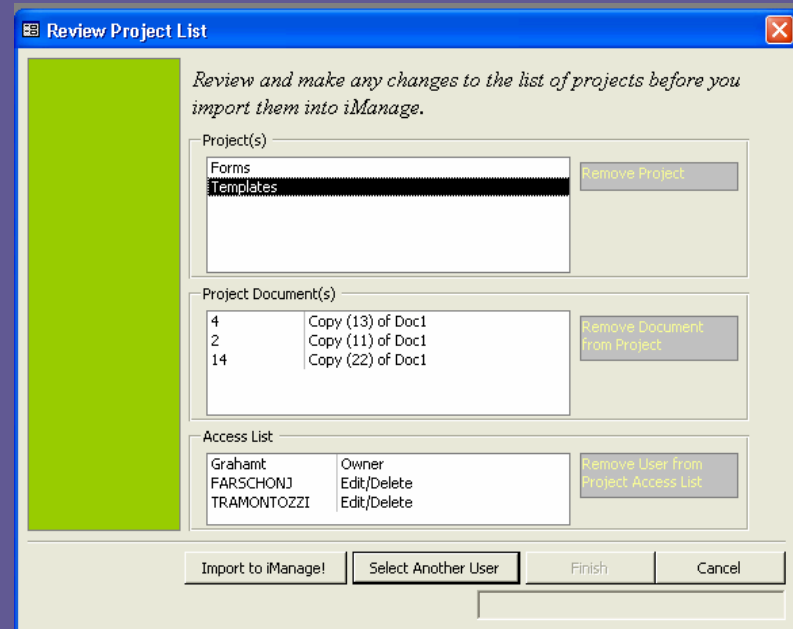 Review Project List
Review and make any changes to the list of projects before you
import them into iManage.
Project(s)
Forms
Templates
Remove Project
Project Document(s)
4 Copy (13) of Doc1
2 Copy (11) of Doc1
14 Copy (22) of Doc1
Remove Document
from Project
Access List
Grahamt Owner
FARSCHONJ Edit/Delete
TRAMONTOZZI Edit/Delete
Remove User from
Project Access List
Import to iManage! Select Another User Finish Cancel